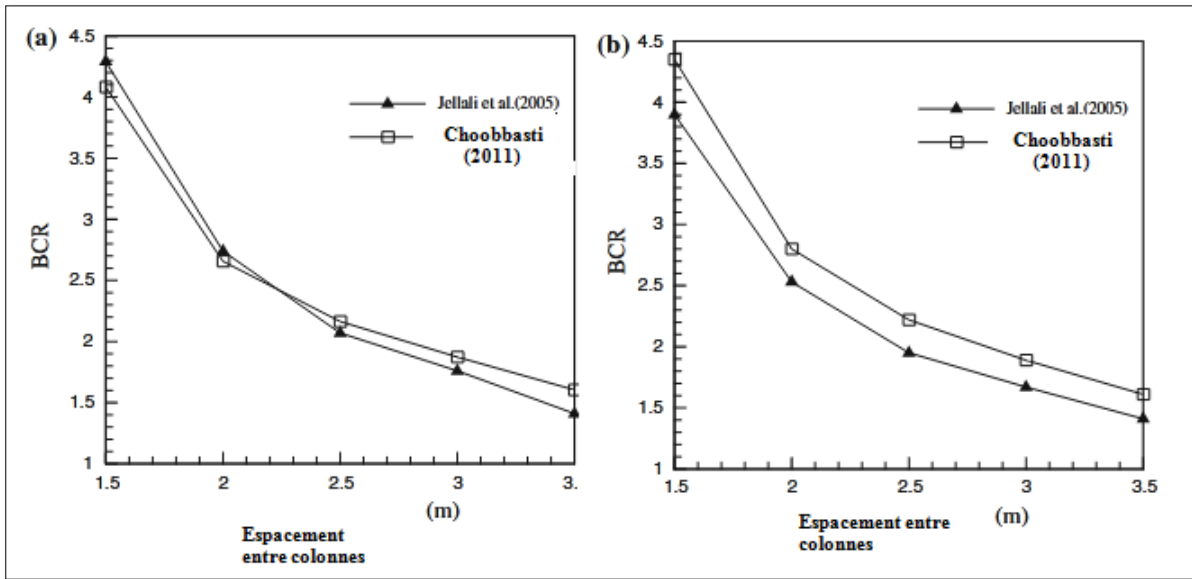 (a)
4.5
4
3.5
3
2.5
2
1.5
1
BCR
Jellali et al.(2005)
Choobbasti
(2011)
1.5 2 2.5 3 3.
(m)
Espacement
entre colonnes
(b)
4.5
4
3.5
3
2.5
2
1.5
1
BCR
Jellali et al.(2005)
Choobbasti
(2011)
1.5 2 2.5 3 3.5
(m)
Espacement entre
colonnes